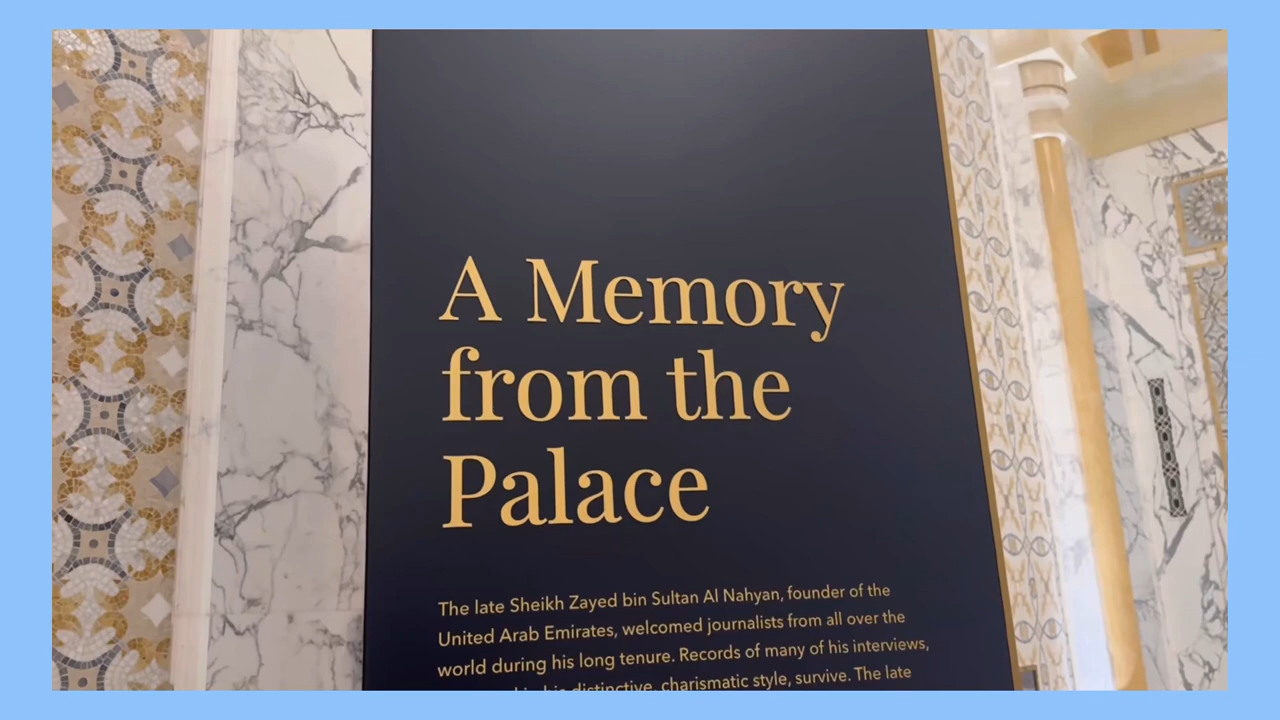 A Memory
from the
Palace
The late Sheikh Zayed bin Sultan Al Nahyan, founder of the
United Arab Emirates, welcomed journalists from all over the
world during his long tenure. Records of many of his interviews,
distinctive, charismatic style, survive. The late